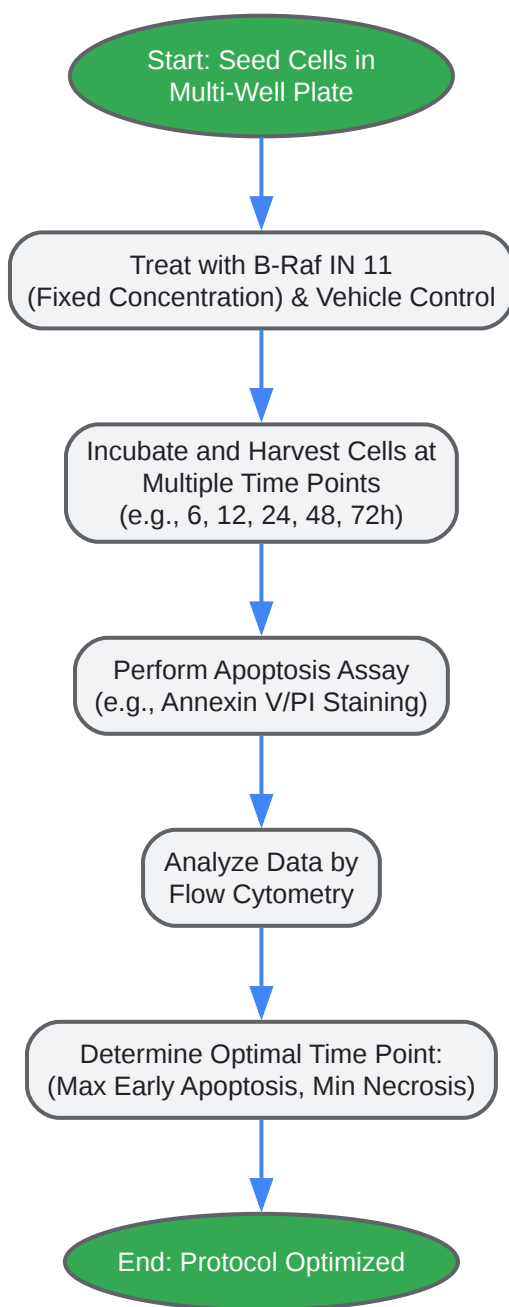 Start: Seed Cells in
Multi-Well Plate
Treat with B-Raf IN 11
(Fixed Concentration) & Vehicle Control
Incubate and Harvest Cells at
Multiple Time Points
(e.g., 6, 12, 24, 48, 72h)
Perform Apoptosis Assay
(e.g., Annexin V/PI Staining)
Analyze Data by
Flow Cytometry
Determine Optimal Time Point:
(Max Early Apoptosis, Min Necrosis)
End: Protocol Optimized